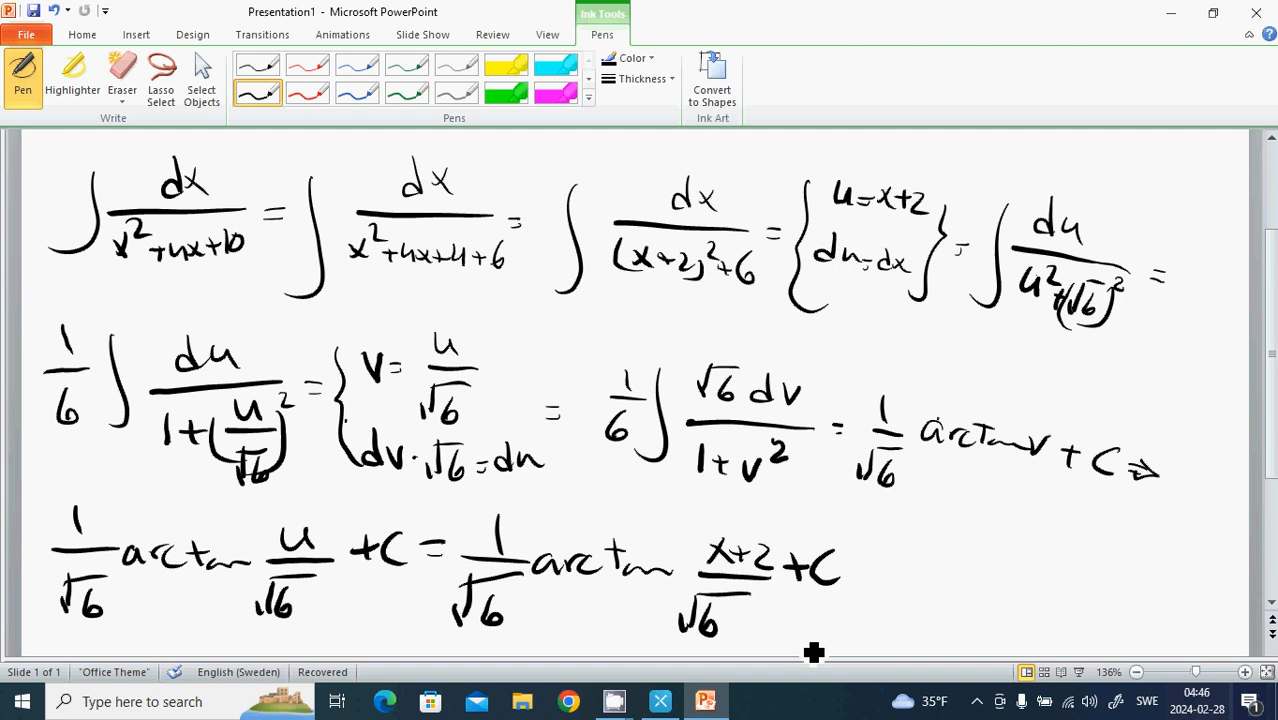 Presentation1 - Microsoft PowerPoint
Ink Tools
File Home Insert Design Transitions Animations Slide Show Review View Pens
Pen Highlighter Eraser Lasso Select Select Objects
Color
Thickness
Convert to Shapes
Write Pens Ink Art
∫ dx/(x²+4x+10) = ∫ dx/(x²+4x+4+6) = ∫ dx/((x+2)²+6) = { u=x+2 du=dx } = ∫ du/(u²+(√6)²) =
1/6 ∫ du/(1+(u/√6)²) = { v= u/√6 dv·√6=du = 1/6 ∫ √6 dv/(1+v²) = 1/√6 arctan v + C ⇒
1/√6 arctan u/√6 +C = 1/√6 arctan (x+2)/√6 +C
Slide 1 of 1 "Office Theme" English (Sweden) Recovered 136%
Type here to search 35°F SWE 04:46
2024-02-28